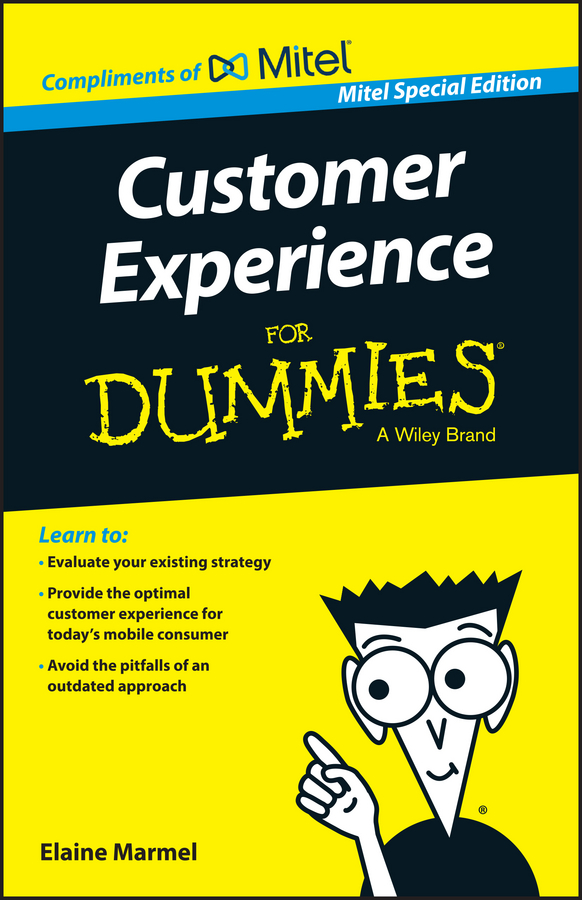 Compliments of Mitel®
Mitel Special Edition
Customer
Experience
FOR
DUMMIES®
A Wiley Brand
Learn to:
• Evaluate your existing strategy
• Provide the optimal
customer experience for
today's mobile consumer
• Avoid the pitfalls of an
outdated approach
®
Elaine Marmel